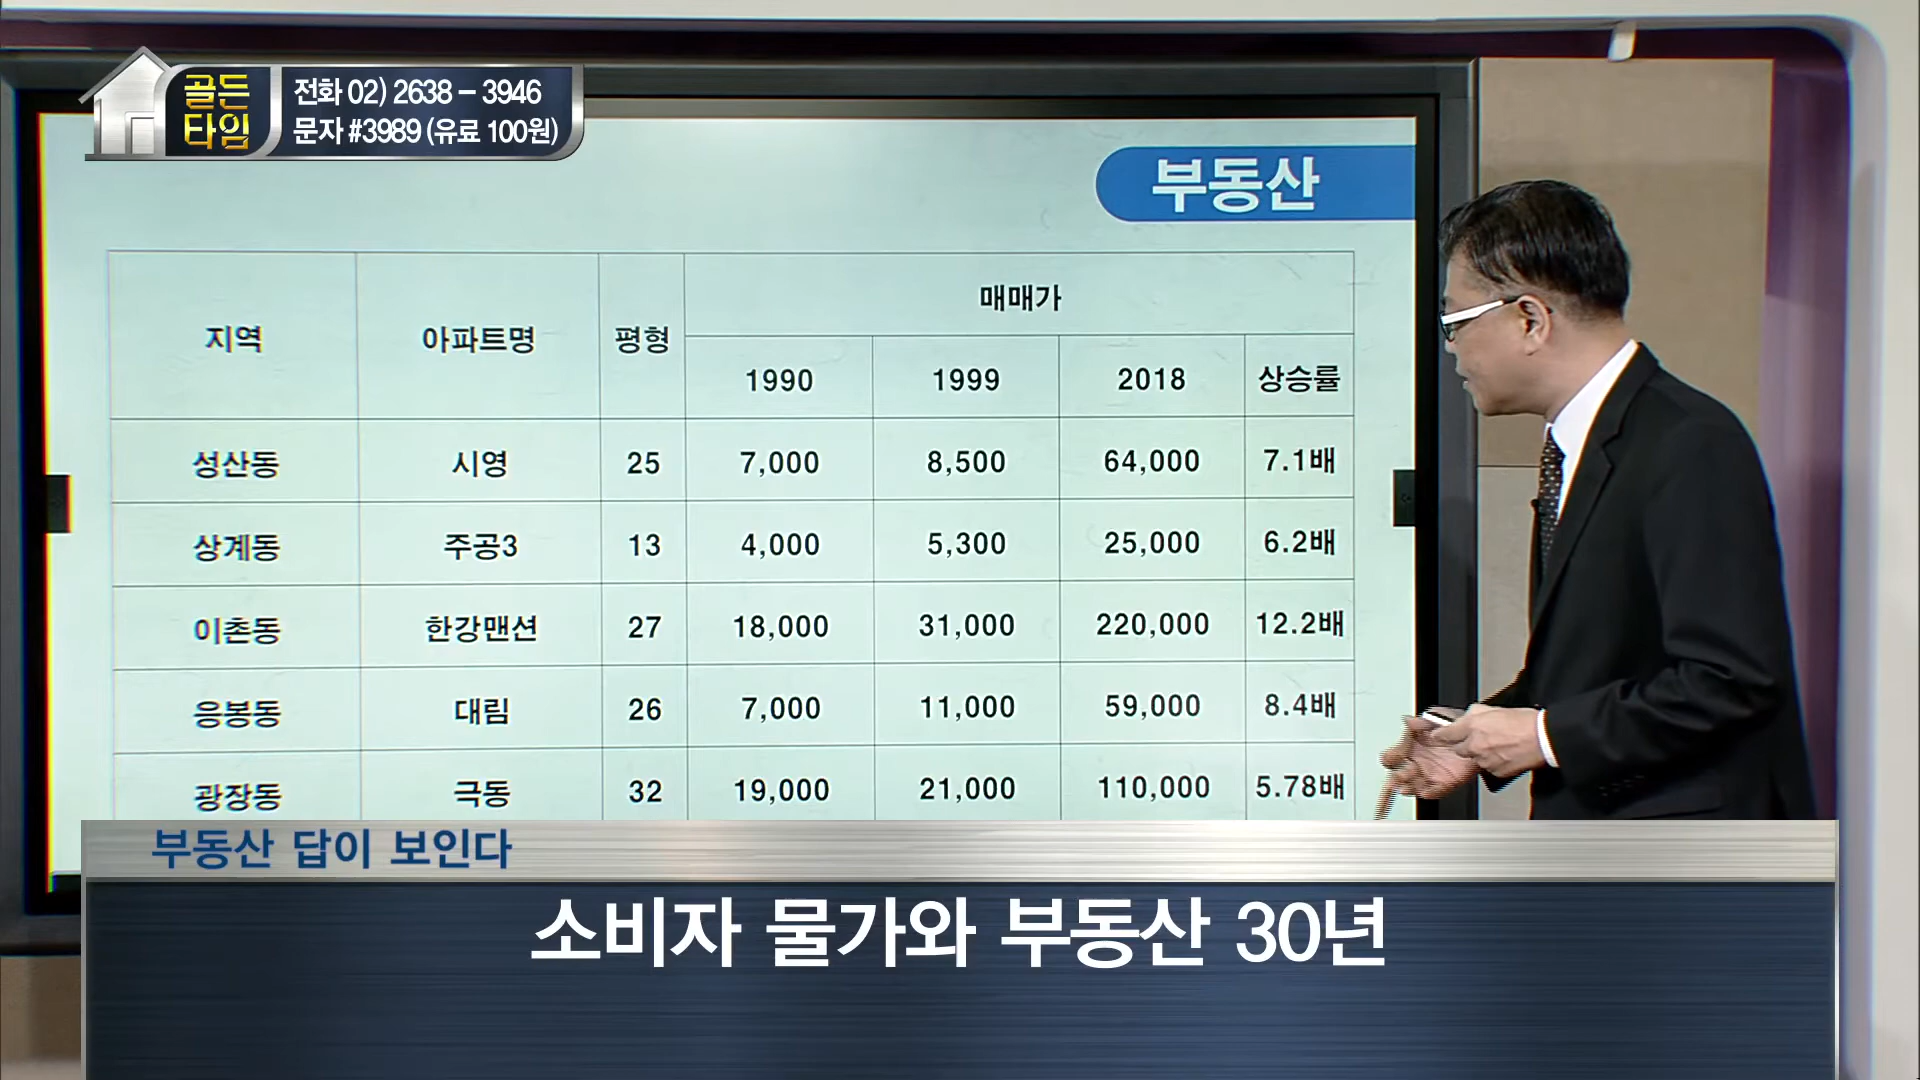 골든
타임
전화 02) 2638 - 3946
문자 #3989 (유료 100원)
부동산
지역 아파트명 평형 매매가
1990 1999 2018 상승률
성산동 시영 25 7,000 8,500 64,000 7.1배
상계동 주공3 13 4,000 5,300 25,000 6.2배
이촌동 한강맨션 27 18,000 31,000 220,000 12.2배
응봉동 대림 26 7,000 11,000 59,000 8.4배
광장동 극동 32 19,000 21,000 110,000 5.78배
부동산 답이 보인다
소비자 물가와 부동산 30년